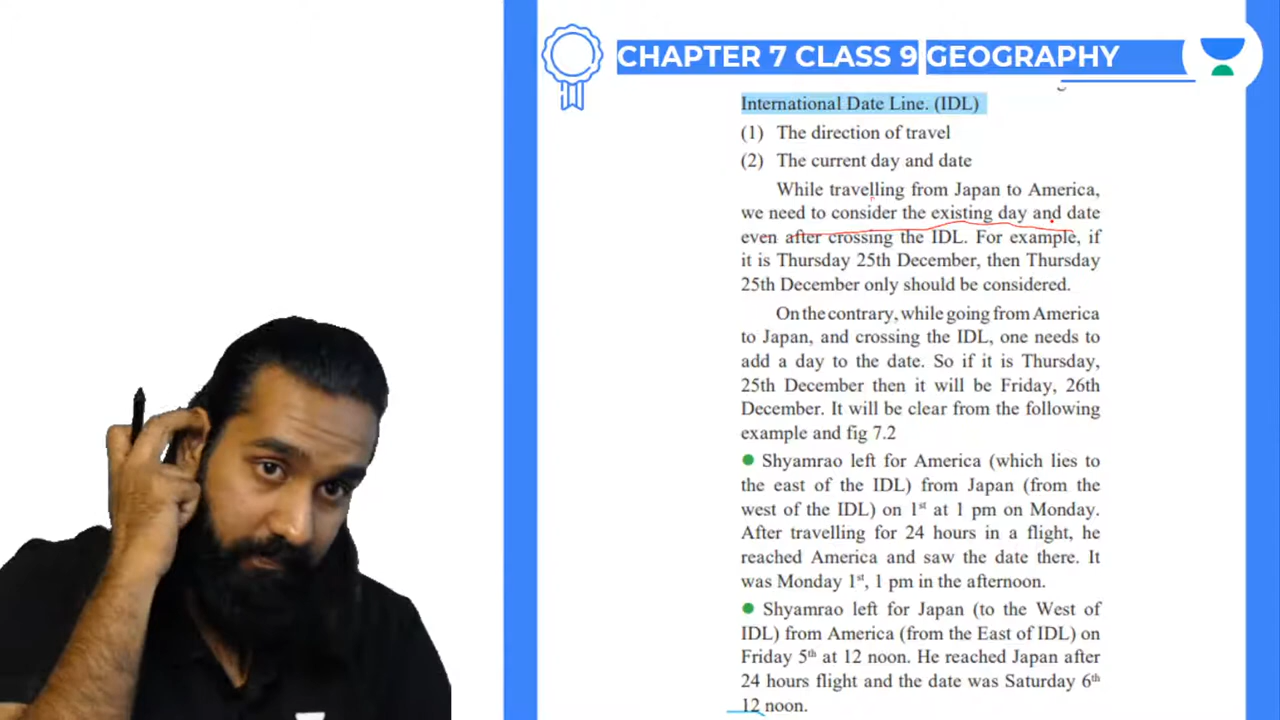 CHAPTER 7 CLASS 9 GEOGRAPHY
International Date Line. (IDL)
(1) The direction of travel
(2) The current day and date
While travelling from Japan to America,
we need to consider the existing day and date
even after crossing the IDL. For example, if
it is Thursday 25th December, then Thursday
25th December only should be considered.
On the contrary, while going from America
to Japan, and crossing the IDL, one needs to
add a day to the date. So if it is Thursday,
25th December then it will be Friday, 26th
December. It will be clear from the following
example and fig 7.2
● Shyamrao left for America (which lies to
the east of the IDL) from Japan (from the
west of the IDL) on 1st at 1 pm on Monday.
After travelling for 24 hours in a flight, he
reached America and saw the date there. It
was Monday 1st, 1 pm in the afternoon.
● Shyamrao left for Japan (to the West of
IDL) from America (from the East of IDL) on
Friday 5th at 12 noon. He reached Japan after
24 hours flight and the date was Saturday 6th
12 noon.